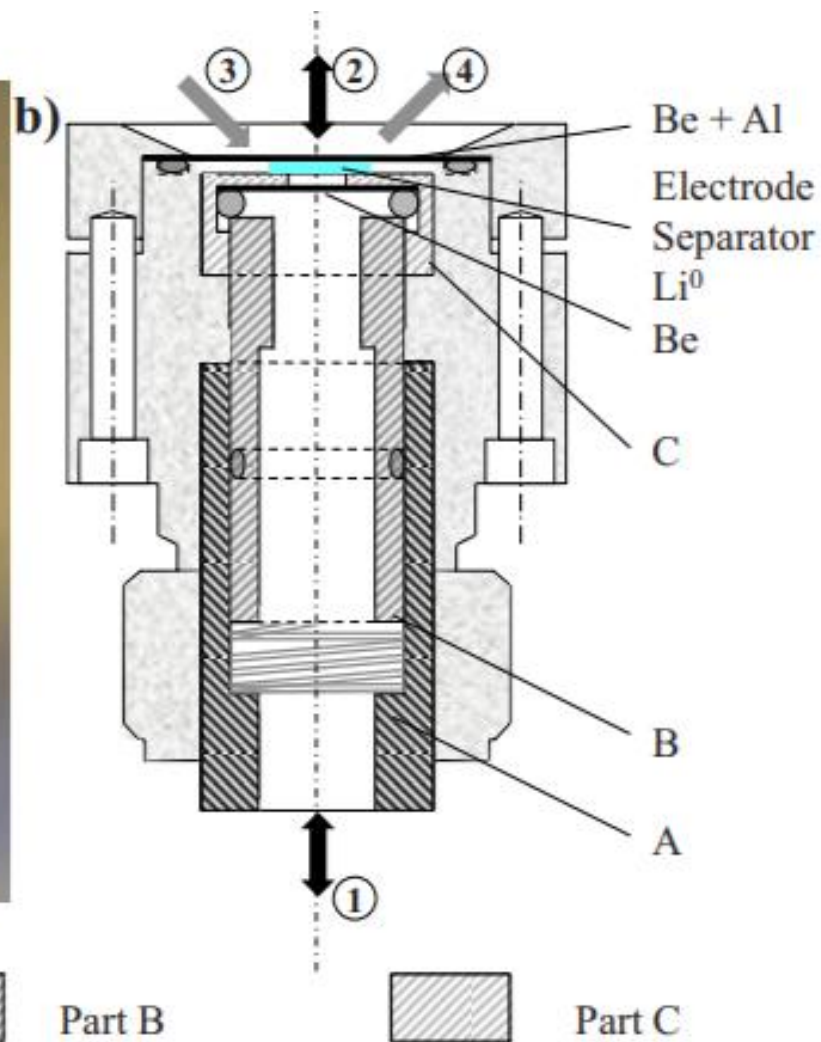 b)
3
2
4
Be + Al
Electrode
Separator
Li⁰
Be
C
B
A
1
Part B
Part C